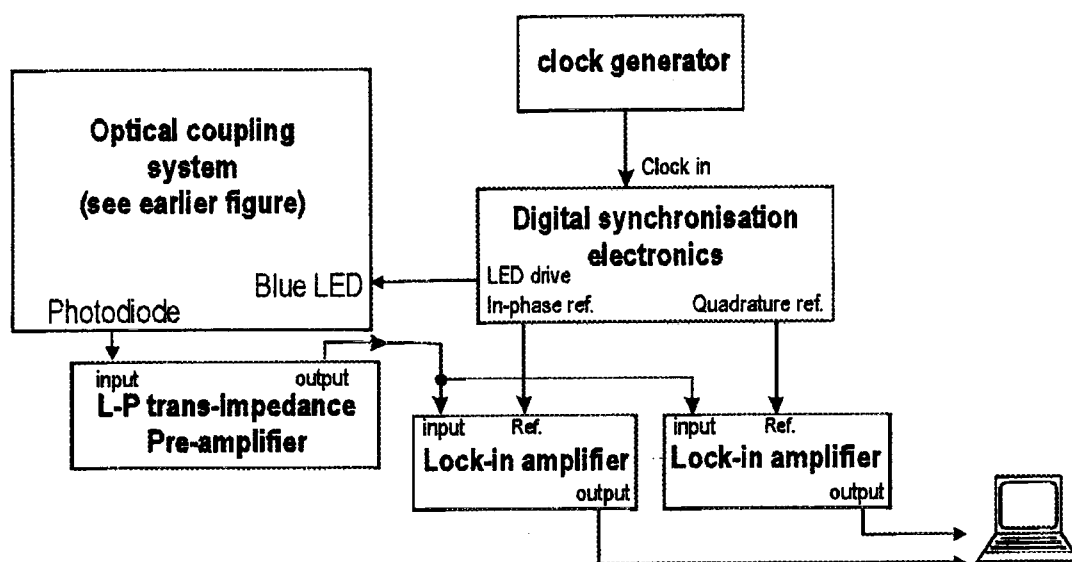 clock generator
Optical coupling
system
(see earlier figure)
Clock in
Digital synchronisation
electronics
LED drive
Blue LED
In-phase ref.
Quadrature ref.
Photodiode
input
output
L-P trans-impedance
Pre-amplifier
input
Ref.
Lock-in amplifier
output
input
Ref.
Lock-in amplifier
output